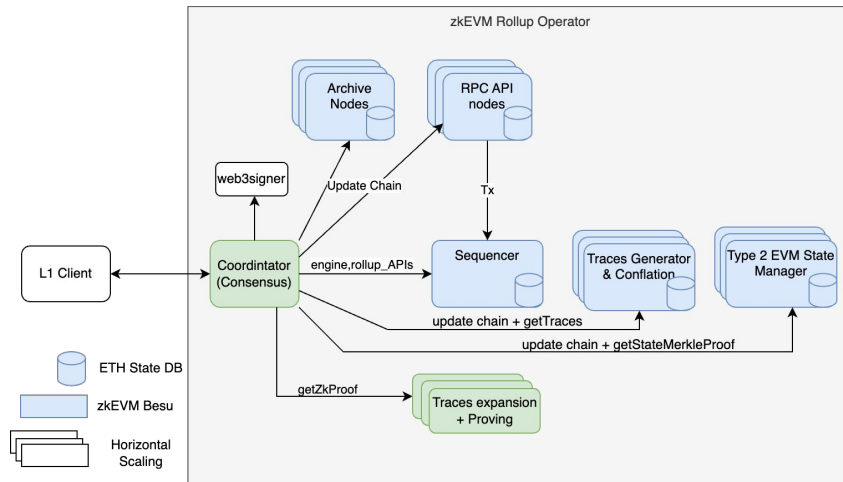 zkEVM Rollup Operator
Archive
Nodes
RPC API
nodes
web3signer
Update Chain
Tx
L1 Client
Coordintator
(Consensus)
engine,rollup_APIs
Sequencer
Traces Generator
& Conflation
Type 2 EVM State
Manager
update chain + getTraces
update chain + getStateMerkleProof
ETH State DB
getZkProof
zkEVM Besu
Traces expansion
+ Proving
Horizontal
Scaling